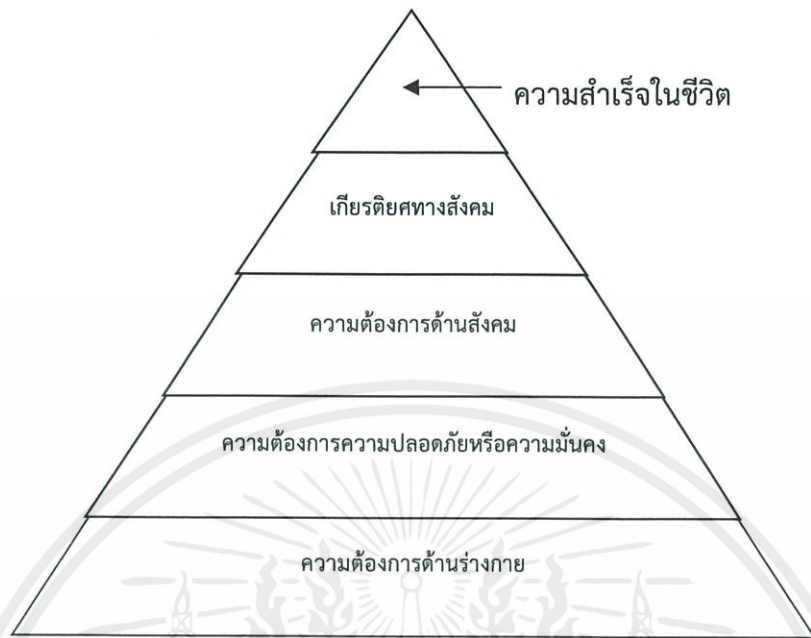 ความสำเร็จในชีวิต
เกียรติยศทางสังคม
ความต้องการด้านสังคม
ความต้องการความปลอดภัยหรือความมั่นคง
ความต้องการด้านร่างกาย